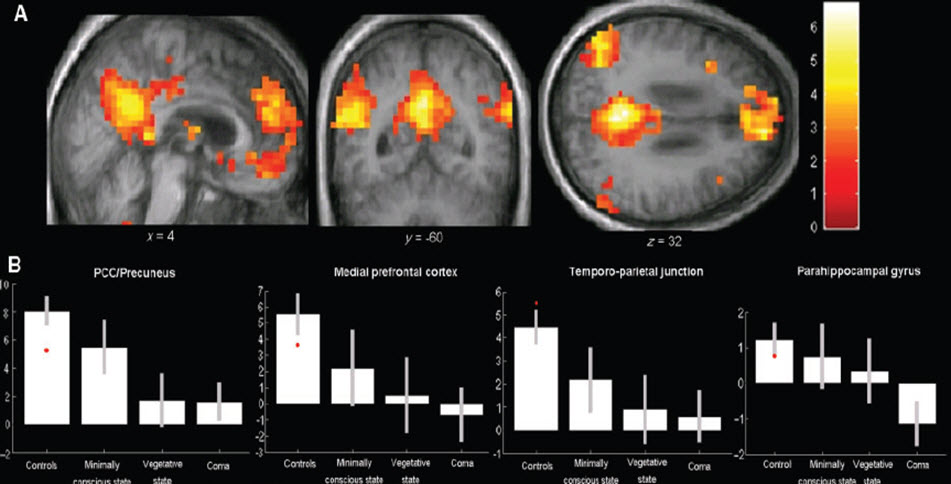 A
6
5
4
3
2
1
0
x = 4
y = -60
z = 32
B
PCC/Precuneus
10
8
6
4
2
0
-2
Controls Minimally Vegetative Coma
conscious state state
Medial prefrontal cortex
7
6
5
4
3
2
1
0
-1
-2
-3
Controls Minimally Vegetative Coma
conscious state state
Temporo-parietal junction
6
5
4
3
2
1
0
-1
Controls Minimally Vegetative Coma
conscious state state
Parahippocampal gyrus
2
1
0
-1
-2
Control Minimally Vegetative Coma
conscious state state